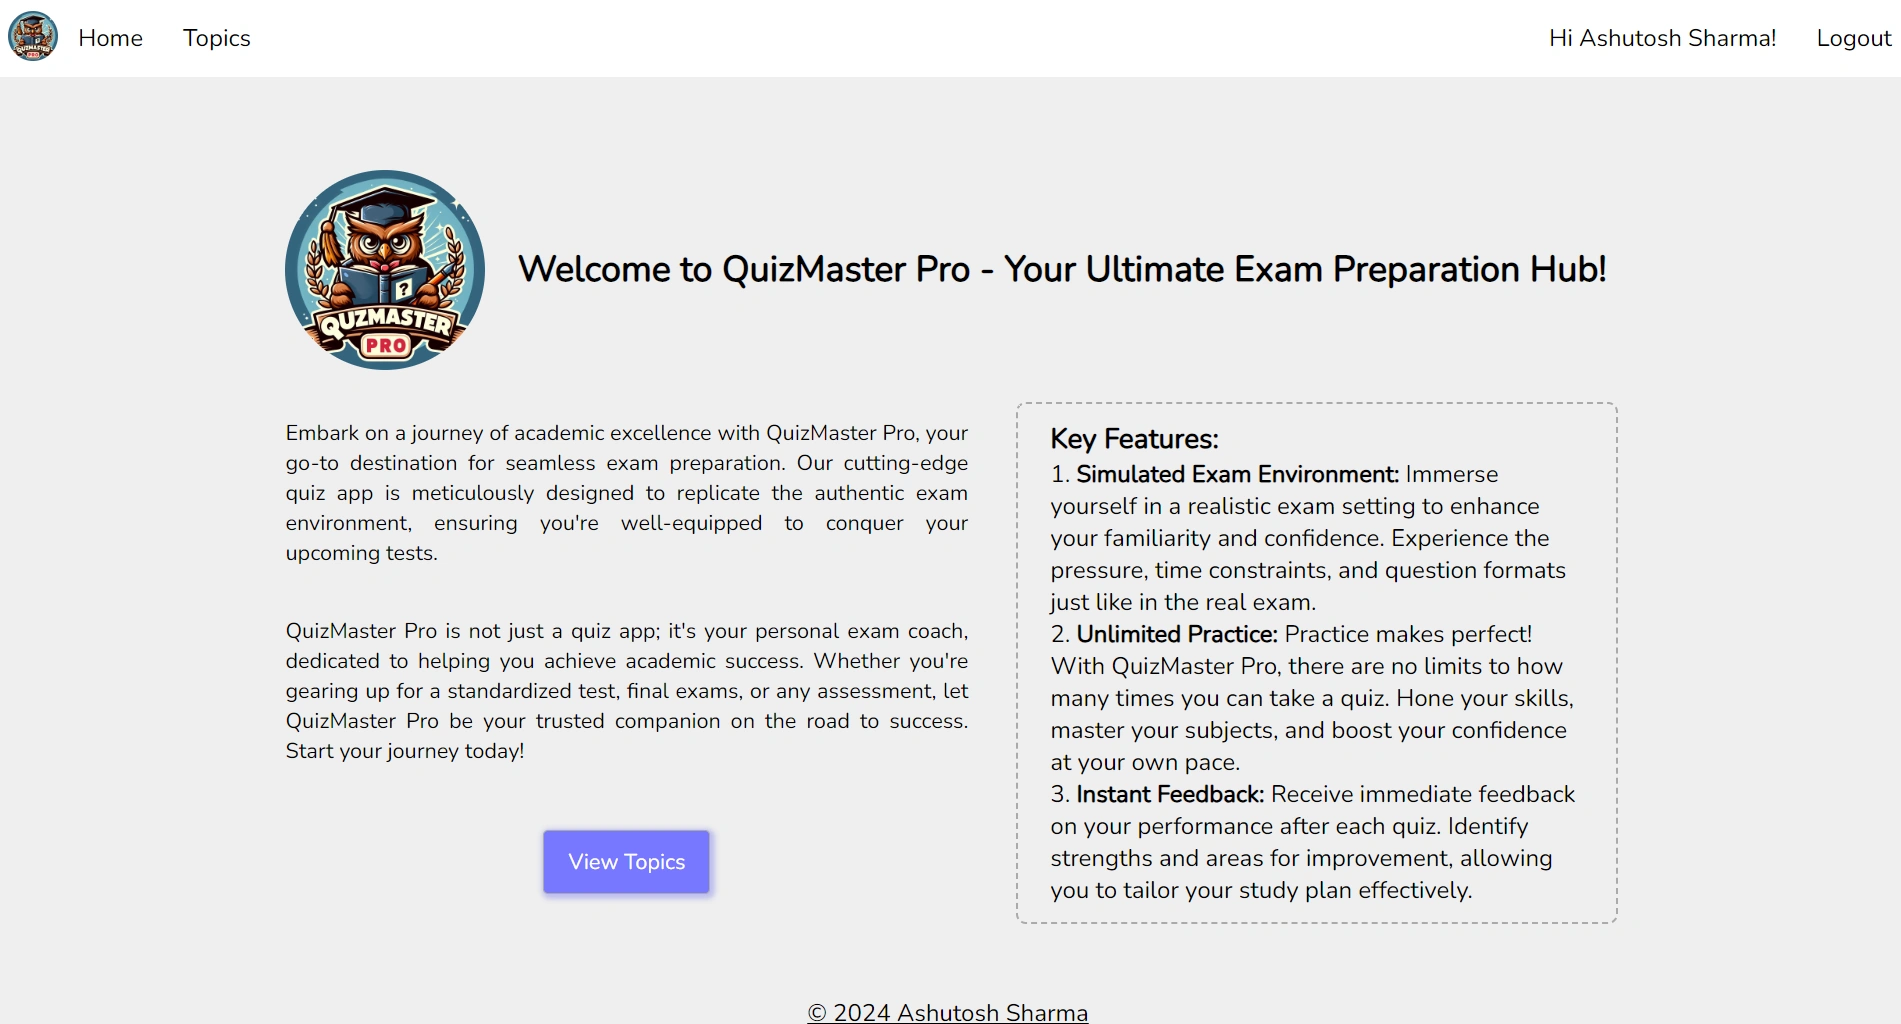 QUZMASTER
PRO
Home
Topics
Hi Ashutosh Sharma!
Logout
?
QUZMASTER
PRO
Welcome to QuizMaster Pro - Your Ultimate Exam Preparation Hub!
Embark on a journey of academic excellence with QuizMaster Pro, your
go-to destination for seamless exam preparation. Our cutting-edge
quiz app is meticulously designed to replicate the authentic exam
environment, ensuring you're well-equipped to conquer your
upcoming tests.
QuizMaster Pro is not just a quiz app; it's your personal exam coach,
dedicated to helping you achieve academic success. Whether you're
gearing up for a standardized test, final exams, or any assessment, let
QuizMaster Pro be your trusted companion on the road to success.
Start your journey today!
View Topics
Key Features:
1. Simulated Exam Environment: Immerse
yourself in a realistic exam setting to enhance
your familiarity and confidence. Experience the
pressure, time constraints, and question formats
just like in the real exam.
2. Unlimited Practice: Practice makes perfect!
With QuizMaster Pro, there are no limits to how
many times you can take a quiz. Hone your skills,
master your subjects, and boost your confidence
at your own pace.
3. Instant Feedback: Receive immediate feedback
on your performance after each quiz. Identify
strengths and areas for improvement, allowing
you to tailor your study plan effectively.
© 2024 Ashutosh Sharma